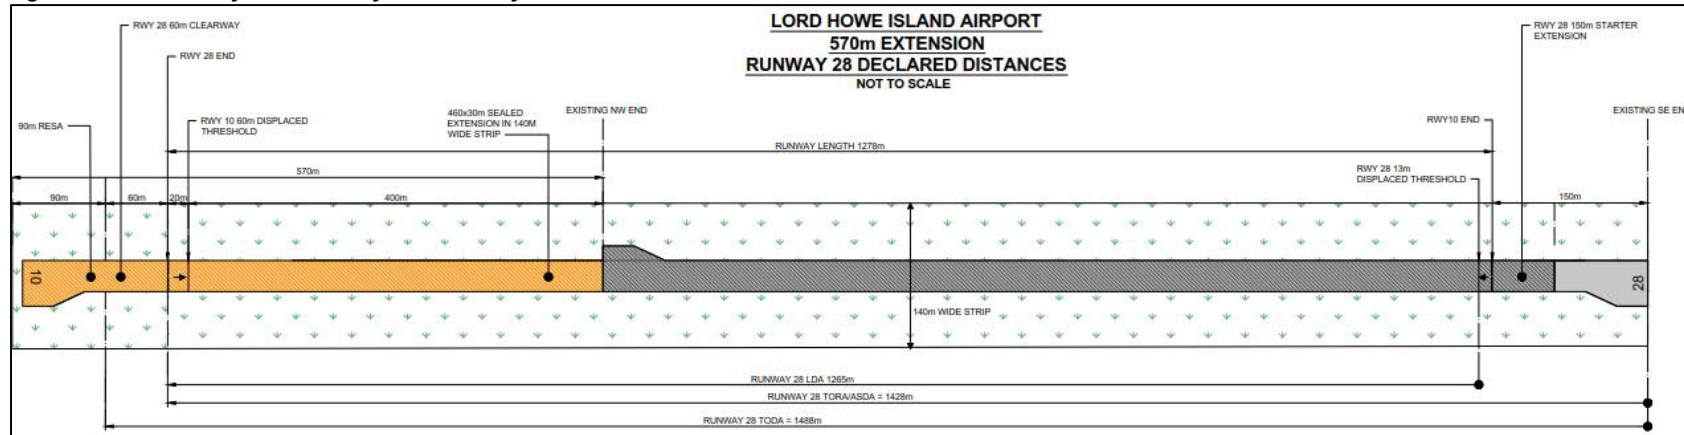 LORD HOWE ISLAND AIRPORT
570m EXTENSION
RUNWAY 28 DECLARED DISTANCES
NOT TO SCALE
RWY 28 60m CLEARWAY
RWY 28 END
RWY 28 150m STARTER
EXTENSION
90m RESA
RWY 10 60m DISPLACED
THRESHOLD
460x30m SEALED
EXTENSION IN 140M
WIDE STRIP
EXISTING NW END
RWY10 END
EXISTING SE EN
RUNWAY LENGTH 1278m
570m
RWY 28 13m
DISPLACED THRESHOLD
90m
60m
20m
400m
150m
10
28
140m WIDE STRIP
RUNWAY 28 LDA 1265m
RUNWAY 28 TORA/ASDA = 1428m
RUNWAY 28 TODA = 1488m